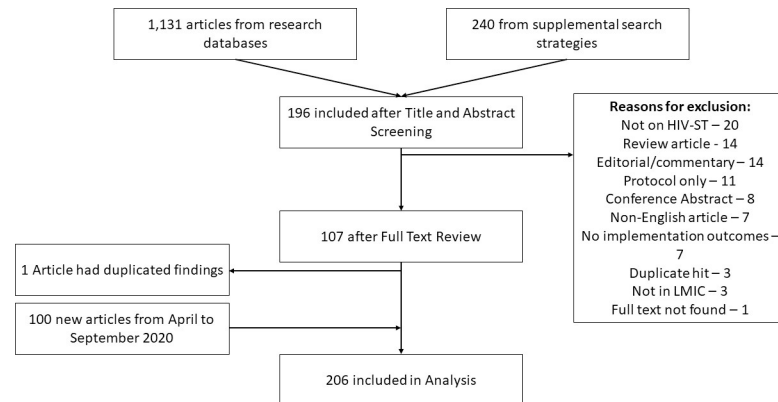 1,131 articles from research
databases
240 from supplemental search
strategies
196 included after Title and Abstract
Screening
Reasons for exclusion:
Not on HIV-ST – 20
Review article - 14
Editorial/commentary – 14
Protocol only – 11
Conference Abstract – 8
Non-English article – 7
No implementation outcomes –
7
Duplicate hit – 3
Not in LMIC – 3
Full text not found – 1
107 after Full Text Review
1 Article had duplicated findings
100 new articles from April to
September 2020
206 included in Analysis